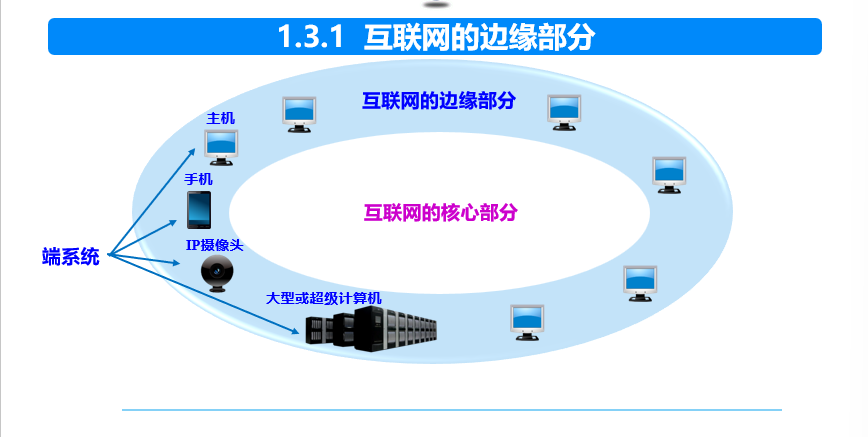 1.3.1 互联网的边缘部分
互联网的边缘部分
主机
手机
互联网的核心部分
IP摄像头
端系统
大型或超级计算机